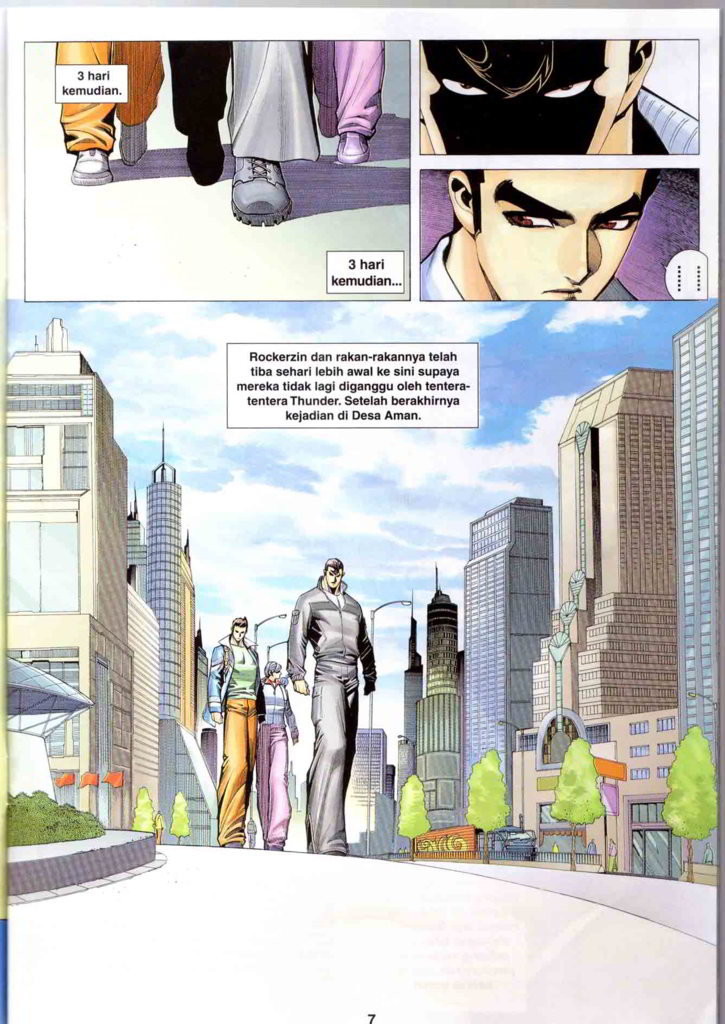 3 hari
kemudian.
3 hari
kemudian...
Rockerzin dan rakan-rakannya telah
tiba sehari lebih awal ke sini supaya
mereka tidak lagi diganggu oleh tentera-
tentera Thunder. Setelah berakhirnya
kejadian di Desa Aman.
7